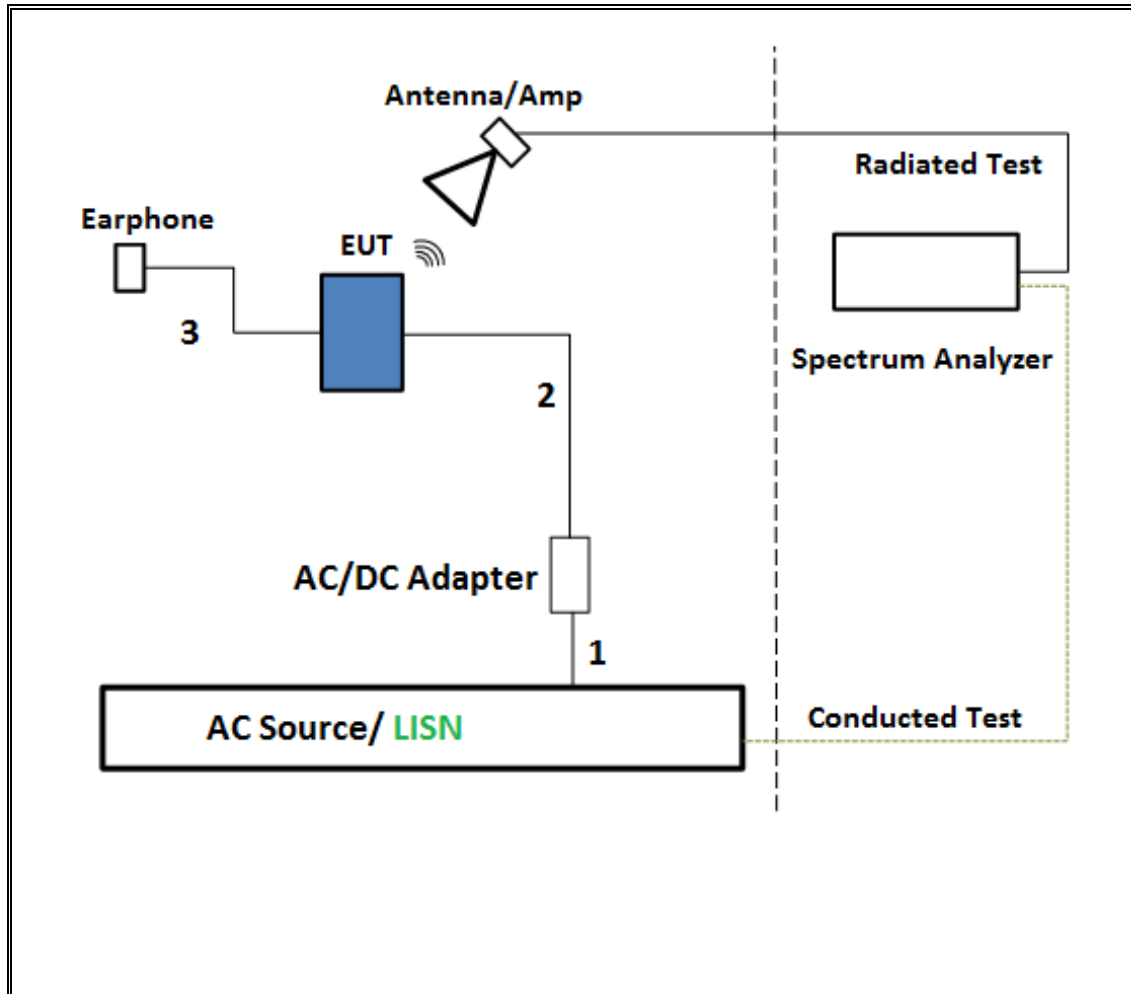 Antenna/Amp
Radiated Test
Earphone
EUT
3
2
Spectrum Analyzer
AC/DC Adapter
1
AC Source/ LISN
Conducted Test